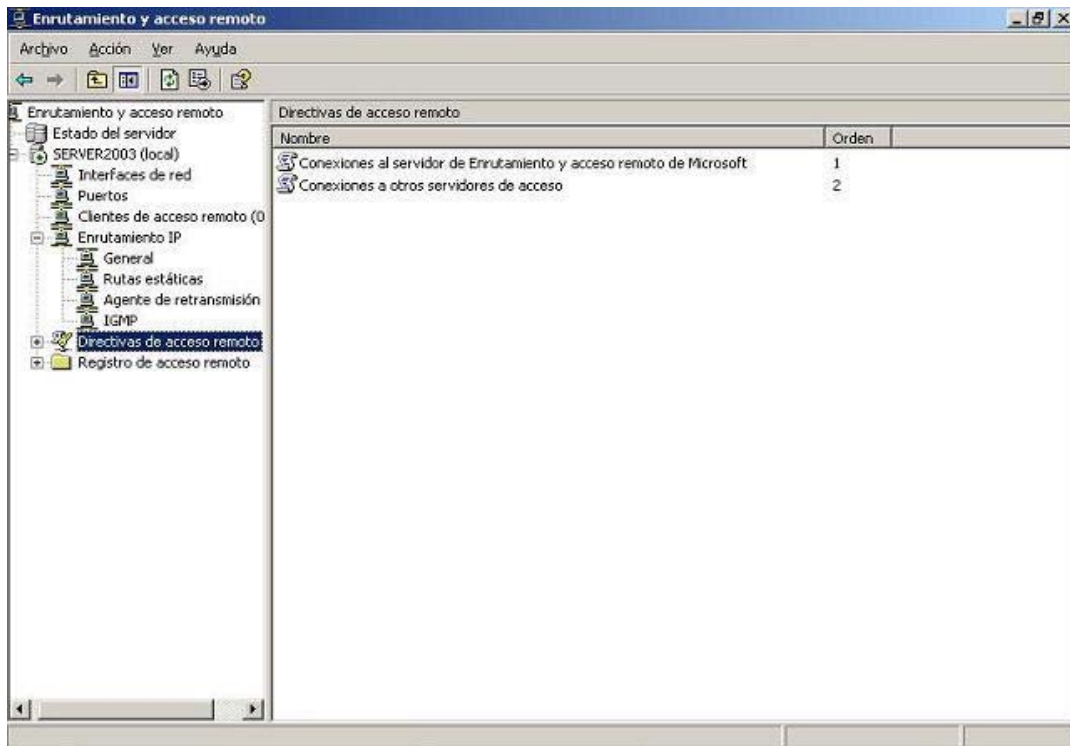 Enrutamiento y acceso remoto
Archivo Acción Ver Ayuda
Enrutamiento y acceso remoto
Estado del servidor
SERVER2003 (local)
Interfaces de red
Puertos
Clientes de acceso remoto (0
Enrutamiento IP
General
Rutas estáticas
Agente de retransmisión
IGMP
Directivas de acceso remoto
Registro de acceso remoto
Directivas de acceso remoto
Nombre Orden
Conexiones al servidor de Enrutamiento y acceso remoto de Microsoft 1
Conexiones a otros servidores de acceso 2